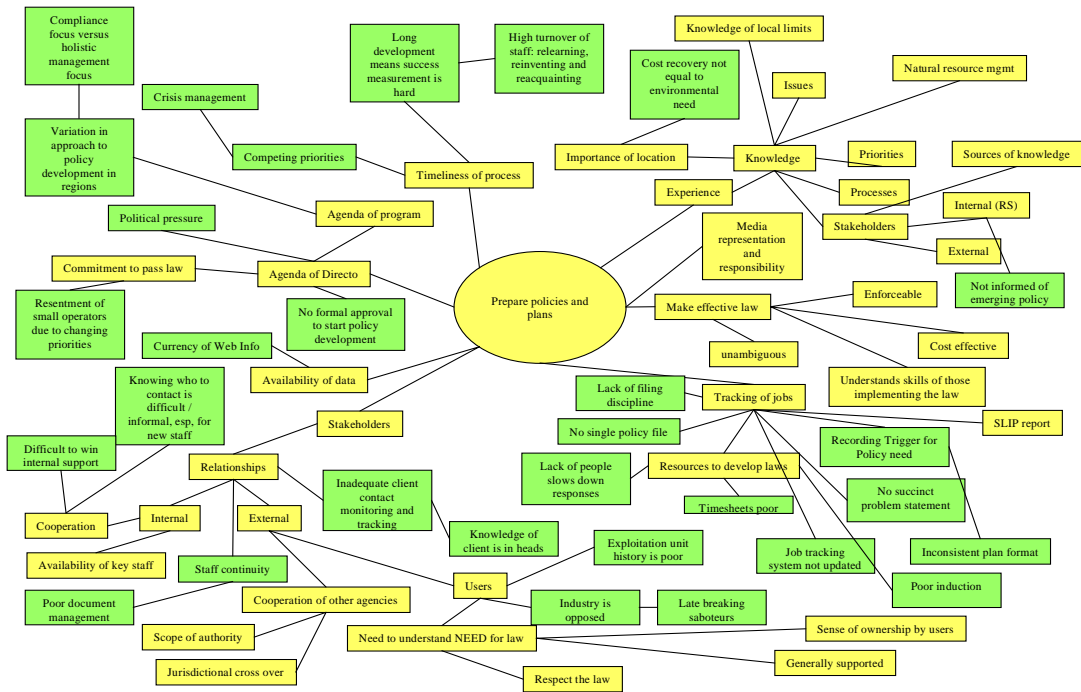 Compliance
focus versus
holistic
management
focus
Long
development
means success
measurement is
hard
High turnover of
staff: relearning,
reinventing and
reacquainting
Knowledge of local limits
Cost recovery not
equal to
environmental
need
Natural resource mgmt
Issues
Crisis management
Variation in
approach to
policy
development in
regions
Competing priorities
Timeliness of process
Importance of location
Knowledge
Priorities
Sources of knowledge
Experience
Processes
Internal (RS)
Stakeholders
External
Political pressure
Agenda of program
Media
representation
and
responsibility
Commitment to pass law
Agenda of Directo
Not informed of
emerging policy
Resentment of
small operators
due to changing
priorities
No formal approval
to start policy
development
Prepare policies and
plans
Make effective law
Enforceable
Cost effective
unambiguous
Currency of Web Info
Availability of data
Understands skills of those
implementing the law
Knowing who to
contact is
difficult /
informal, esp, for
new staff
Lack of filing
discipline
Tracking of jobs
SLIP report
Stakeholders
Difficult to win
internal support
No single policy file
Recording Trigger for
Policy need
Relationships
Lack of people
slows down
responses
Resources to develop laws
Inadequate client
contact
monitoring and
tracking
No succinct
problem statement
Timesheets poor
Cooperation
Internal
External
Knowledge of
client is in heads
Exploitation unit
history is poor
Job tracking
system not updated
Inconsistent plan format
Availability of key staff
Staff continuity
Poor induction
Users
Poor document
management
Cooperation of other agencies
Industry is
opposed
Late breaking
saboteurs
Scope of authority
Need to understand NEED for law
Sense of ownership by users
Jurisdictional cross over
Generally supported
Respect the law